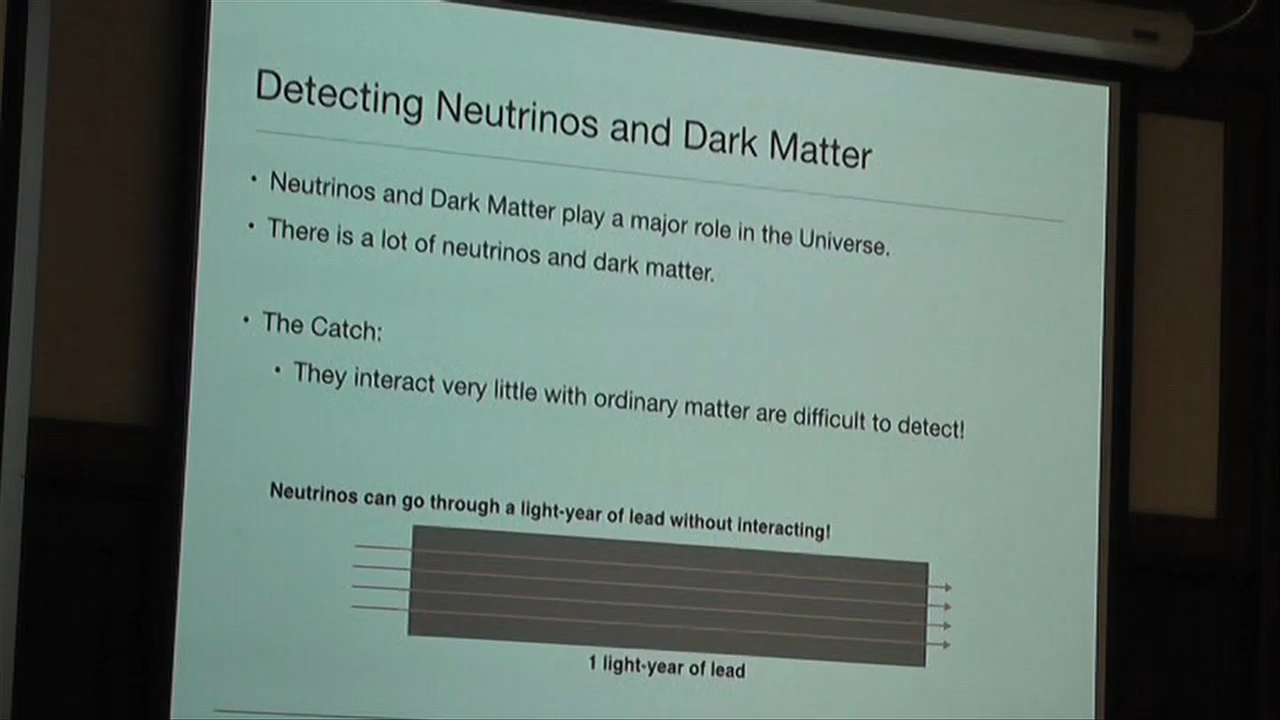 Detecting Neutrinos and Dark Matter
• Neutrinos and Dark Matter play a major role in the Universe.
• There is a lot of neutrinos and dark matter.
• The Catch:
• They interact very little with ordinary matter are difficult to detect!
Neutrinos can go through a light-year of lead without interacting!
1 light-year of lead